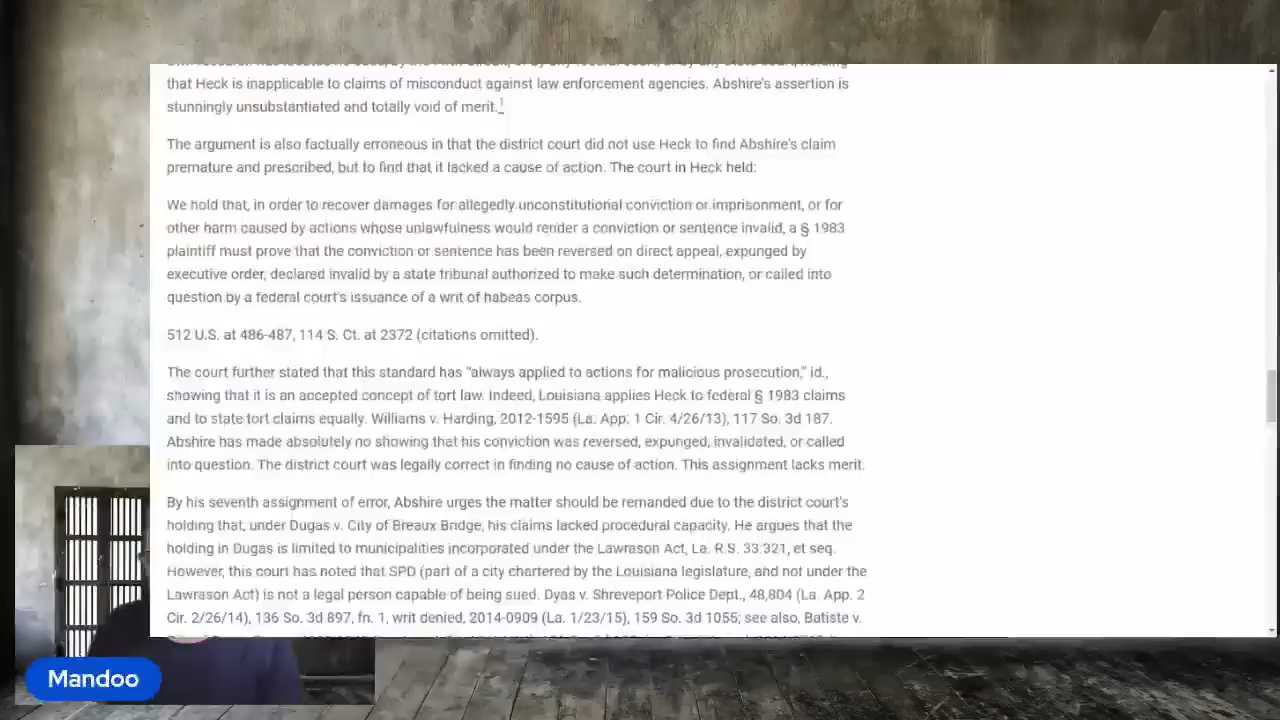 that Heck is inapplicable to claims of misconduct against law enforcement agencies. Abshire's assertion is
stunningly unsubstantiated and totally void of merit.1
The argument is also factually erroneous in that the district court did not use Heck to find Abshire's claim
premature and prescribed, but to find that it lacked a cause of action. The court in Heck held:
We hold that, in order to recover damages for allegedly unconstitutional conviction or imprisonment, or for
other harm caused by actions whose unlawfulness would render a conviction or sentence invalid, a § 1983
plaintiff must prove that the conviction or sentence has been reversed on direct appeal, expunged by
executive order, declared invalid by a state tribunal authorized to make such determination, or called into
question by a federal court's issuance of a writ of habeas corpus.
512 U.S. at 486-487, 114 S. Ct. at 2372 (citations omitted).
The court further stated that this standard has "always applied to actions for malicious prosecution," id.,
showing that it is an accepted concept of tort law. Indeed, Louisiana applies Heck to federal § 1983 claims
and to state tort claims equally. Williams v. Harding, 2012-1595 (La. App. 1 Cir. 4/26/13), 117 So. 3d 187.
Abshire has made absolutely no showing that his conviction was reversed, expunged, invalidated, or called
into question. The district court was legally correct in finding no cause of action. This assignment lacks merit.
By his seventh assignment of error, Abshire urges the matter should be remanded due to the district court's
holding that, under Dugas v. City of Breaux Bridge, his claims lacked procedural capacity. He argues that the
holding in Dugas is limited to municipalities incorporated under the Lawrason Act, La. R.S. 33:321, et seq.
However, this court has noted that SPD (part of a city chartered by the Louisiana legislature, and not under the
Lawrason Act) is not a legal person capable of being sued. Dyas v. Shreveport Police Dept., 48,804 (La. App. 2
Cir. 2/26/14), 136 So. 3d 897, fn. 1, writ denied, 2014-0909 (La. 1/23/15), 159 So. 3d 1055; see also, Batiste v.
Mandoo